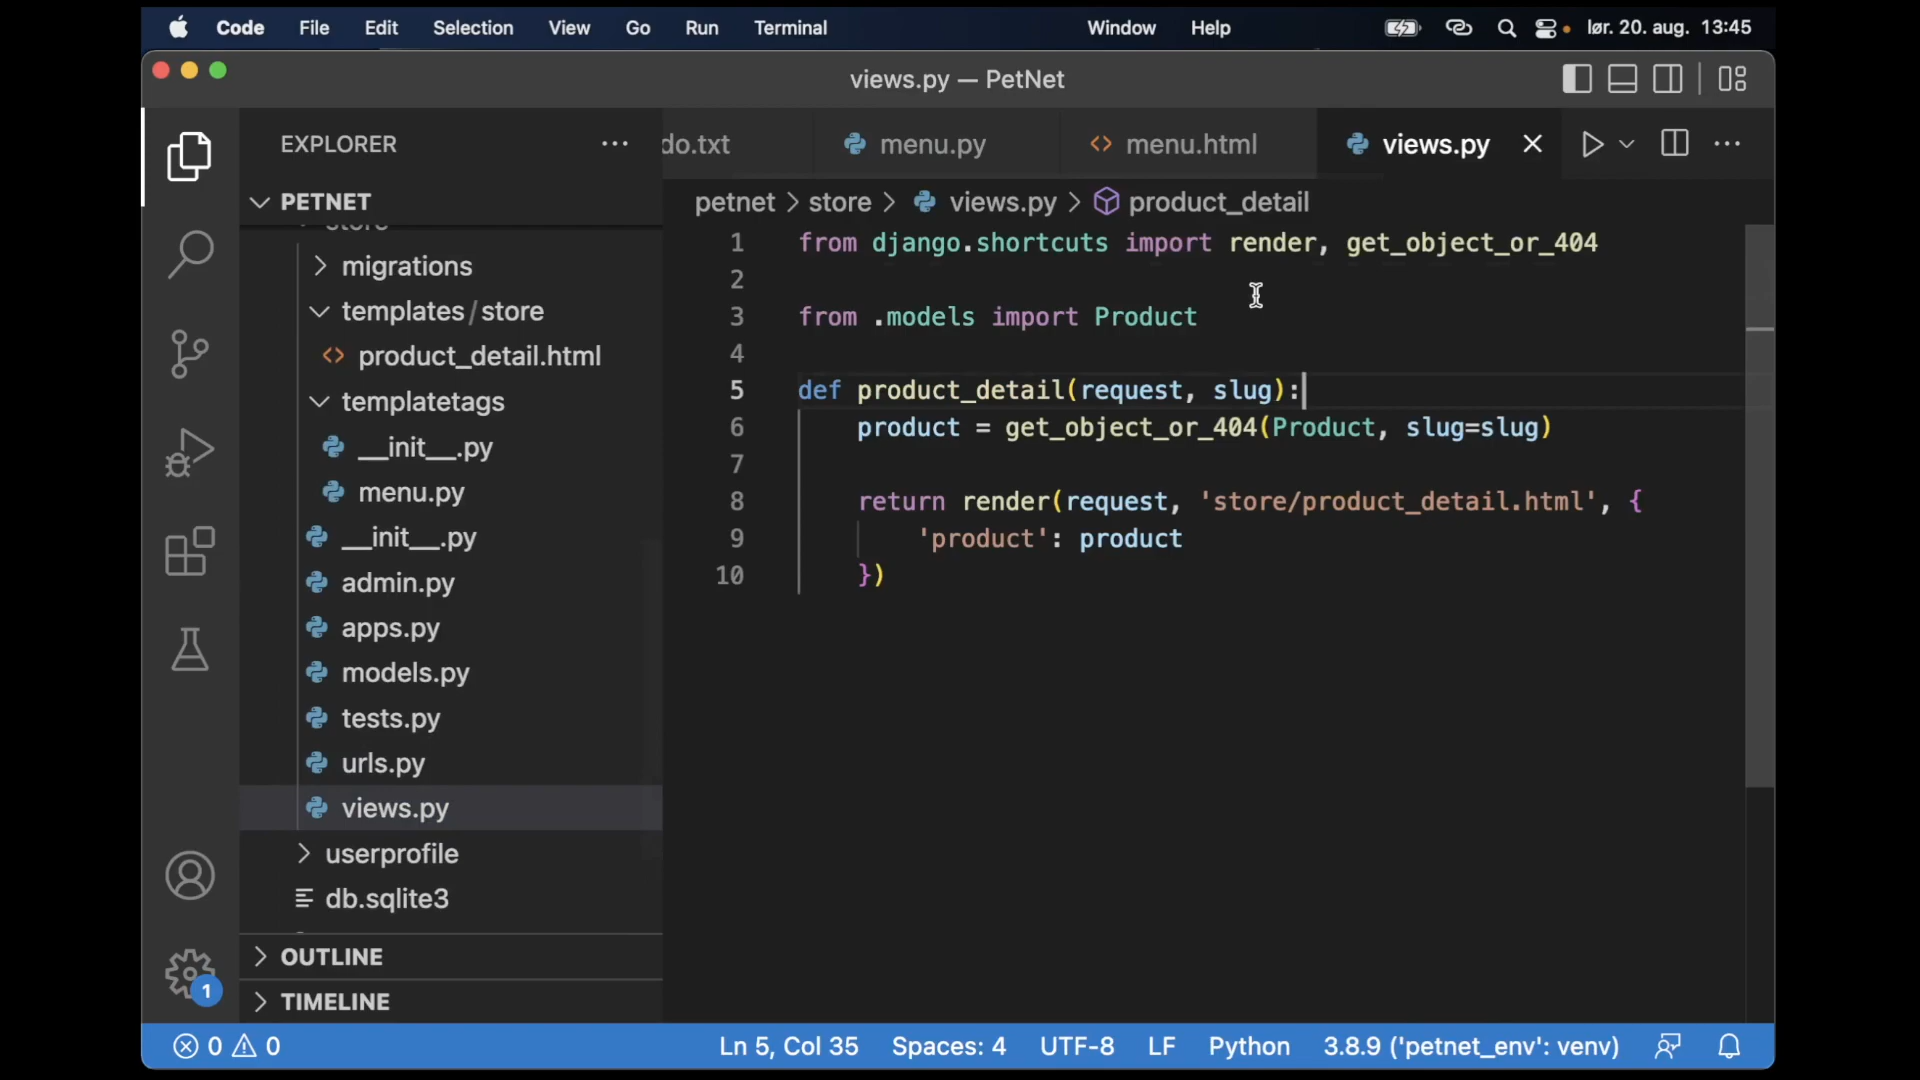 Code File Edit Selection View Go Run Terminal Window Help lør. 20. aug. 13:45
views.py — PetNet
EXPLORER ···
do.txt menu.py menu.html views.py
PETNET
petnet > store > views.py > product_detail
store
migrations
templates/store
product_detail.html
templatetags
__init__.py
menu.py
__init__.py
admin.py
apps.py
models.py
tests.py
urls.py
views.py
userprofile
db.sqlite3
OUTLINE
TIMELINE
1
1 from django.shortcuts import render, get_object_or_404
2
3 from .models import Product
4
5 def product_detail(request, slug):
6 product = get_object_or_404(Product, slug=slug)
7
8 return render(request, 'store/product_detail.html', {
9 'product': product
10 })
0 0 Ln 5, Col 35 Spaces: 4 UTF-8 LF Python 3.8.9 ('petnet_env': venv)